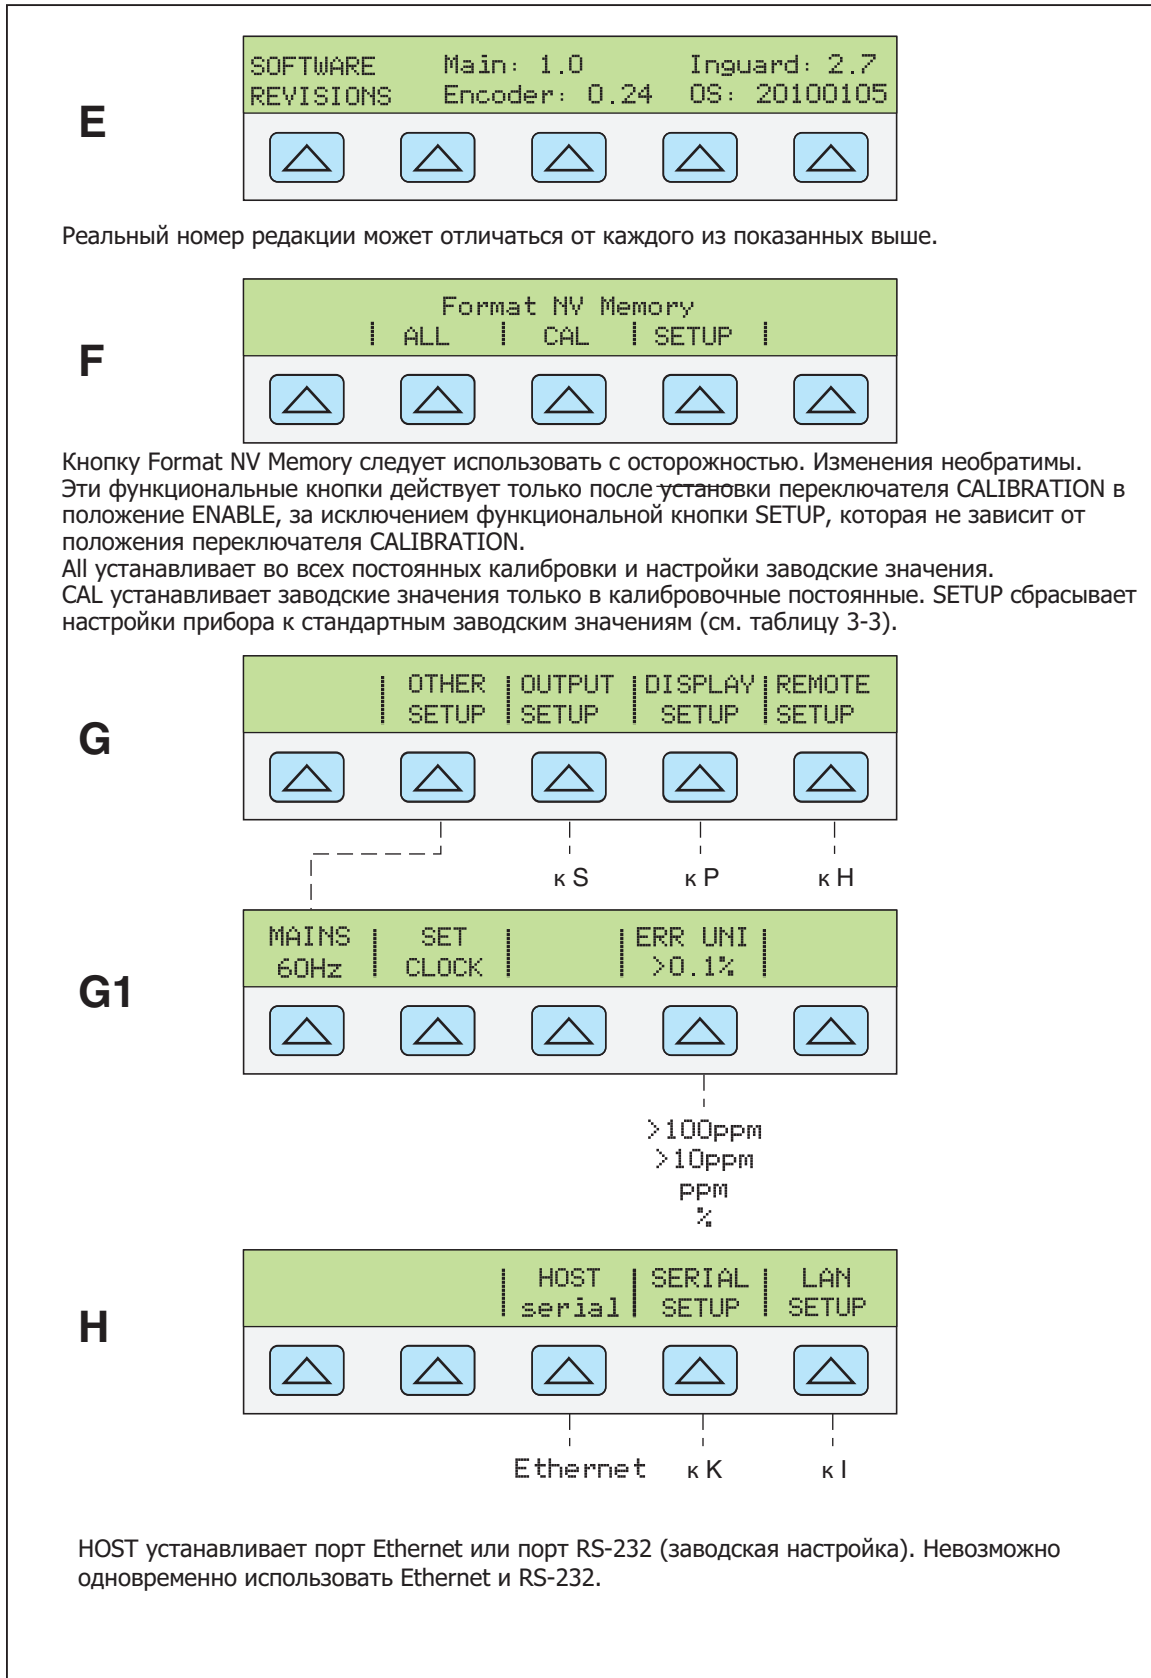 E
SOFTWARE Main: 1.0 Inguard: 2.7
REVISIONS Encoder: 0.24 OS: 20100105
Реальный номер редакции может отличаться от каждого из показанных выше.
F
Format NV Memory
ALL CAL SETUP
Кнопку Format NV Memory следует использовать с осторожностью. Изменения необратимы.
Эти функциональные кнопки действует только после установки переключателя CALIBRATION в
положение ENABLE, за исключением функциональной кнопки SETUP, которая не зависит от
положения переключателя CALIBRATION.
All устанавливает во всех постоянных калибровки и настройки заводские значения.
CAL устанавливает заводские значения только в калибровочные постоянные. SETUP сбрасывает
настройки прибора к стандартным заводским значениям (см. таблицу 3-3).
G
OTHER OUTPUT DISPLAY REMOTE
SETUP SETUP SETUP SETUP
к S к P к H
G1
MAINS SET ERR UNI
60Hz CLOCK >0.1%
>100ppm
>10ppm
ppm
%
H
HOST SERIAL LAN
serial SETUP SETUP
Ethernet к K к I
HOST устанавливает порт Ethernet или порт RS-232 (заводская настройка). Невозможно
одновременно использовать Ethernet и RS-232.